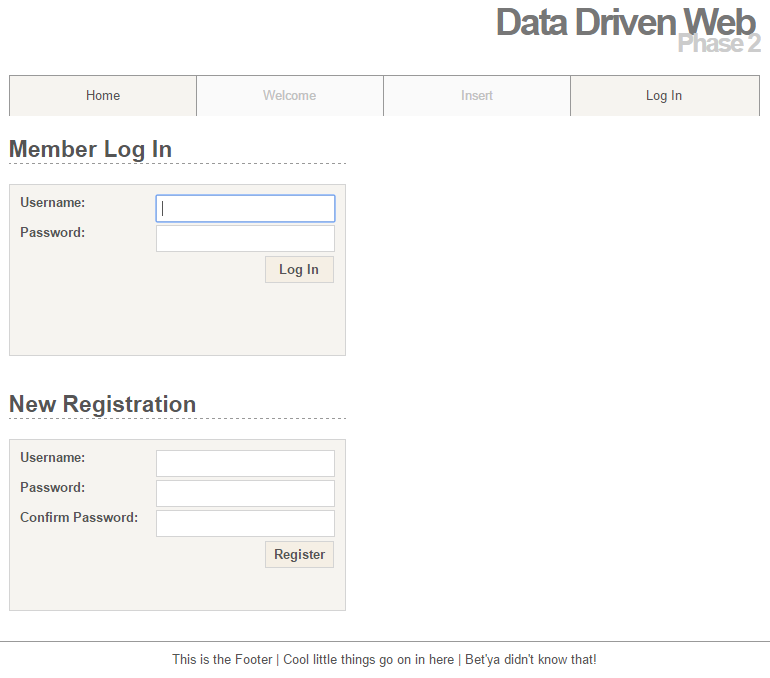 Data Driven Web
Phase 2
Home Welcome Insert Log In
Member Log In
Username:
Password:
Log In
New Registration
Username:
Password:
Confirm Password:
Register
This is the Footer | Cool little things go on in here | Bet'ya didn't know that!